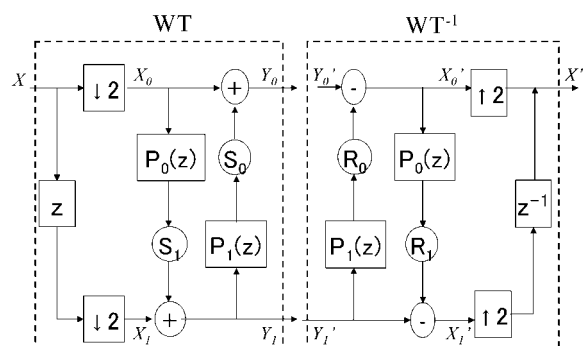 WT WT⁻¹
X ↓2 X₀ + Y₀ Y₀' - X₀' ↑2 X'
P₀(z) S₀ R₀ P₀(z)
z S₁ P₁(z) P₁(z) R₁ z⁻¹
↓2 X₁ + Y₁ Y₁' - X₁' ↑2